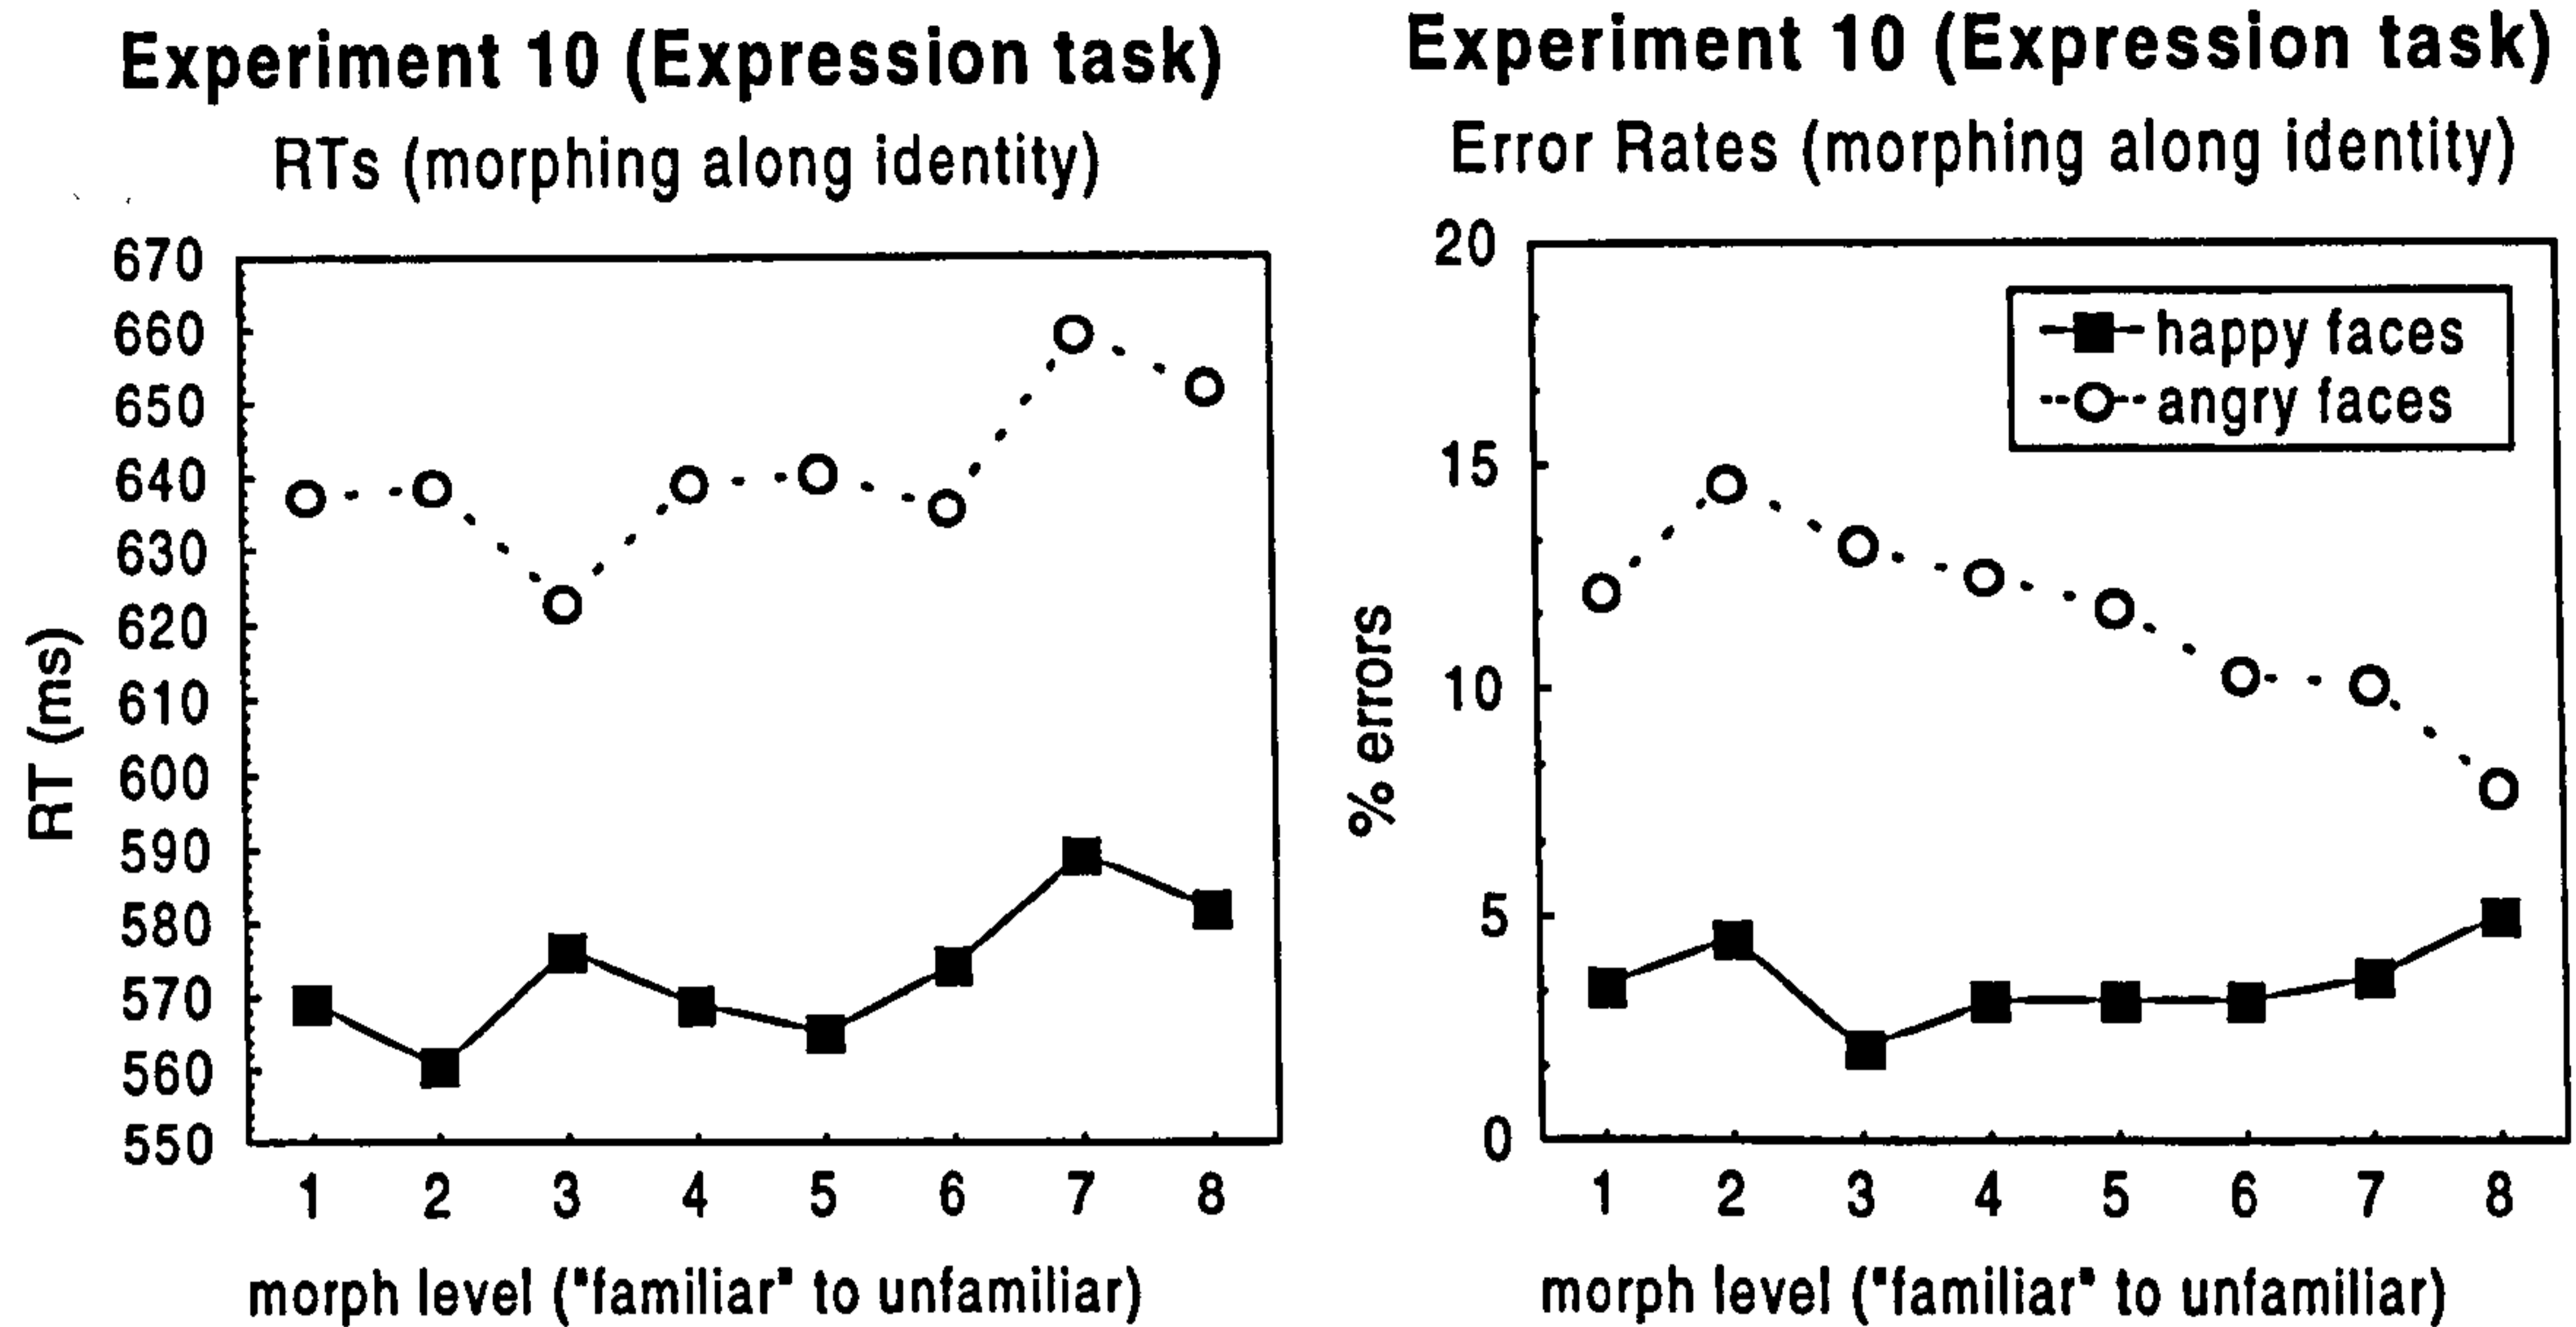 Experiment 10 (Expression task)
RTs (morphing along identity)
670
660
650
640
630
620
610
600
590
580
570
560
550
RT (ms)
1 2 3 4 5 6 7 8
morph level ("familiar" to unfamiliar)
Experiment 10 (Expression task)
Error Rates (morphing along identity)
20
15
10
5
0
% errors
happy faces
angry faces
1 2 3 4 5 6 7 8
morph level ("familiar" to unfamiliar)